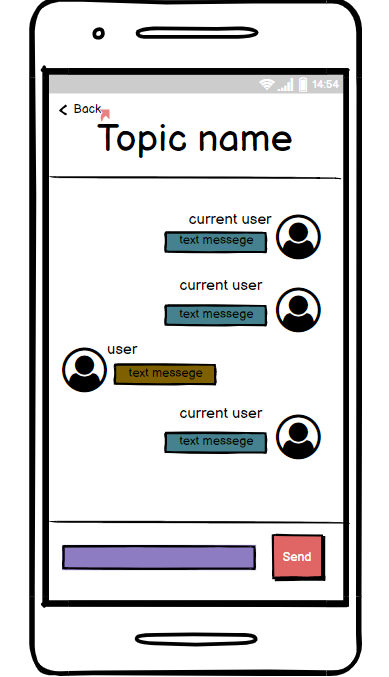 14:54
Back
Topic name
current user
text messege
current user
text messege
user
text messege
current user
text messege
Send